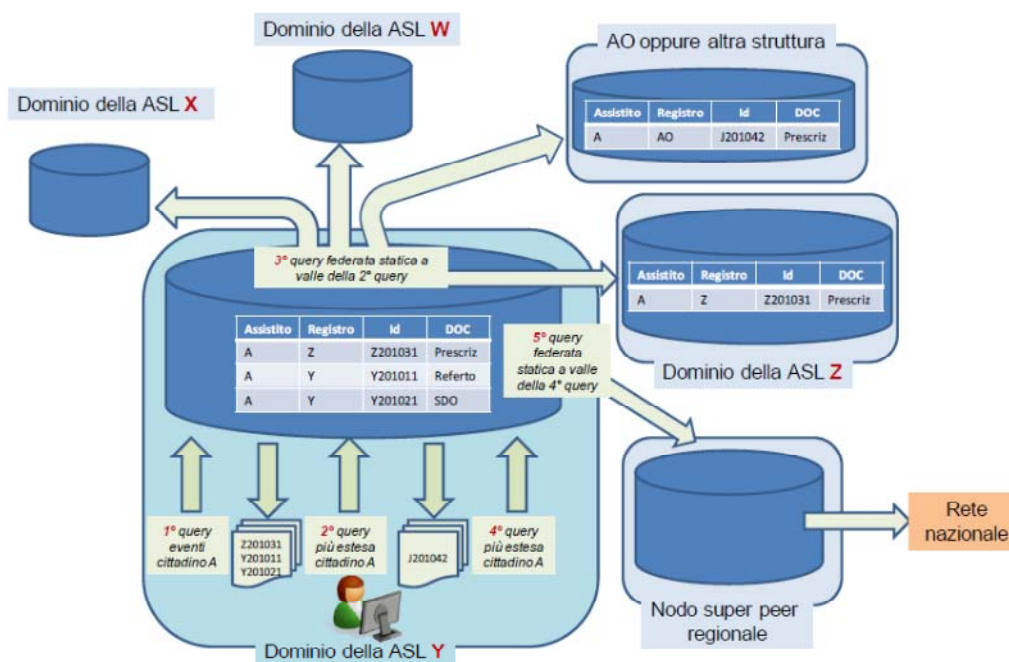 Dominio della ASL W
AO oppure altra struttura
Dominio della ASL X
Assistito Registro Id DOC
A AO J201042 Prescriz
3° query federata statica a
valle della 2° query
Assistito Registro Id DOC
A Z Z201031 Prescriz
Dominio della ASL Z
Assistito Registro Id DOC
A Z Z201031 Prescriz
A Y Y201011 Referto
A Y Y201021 SDO
5° query
federata
statica a valle
della 4° query
1° query
eventi
cittadino A
Z201031
Y201011
Y201021
2° query
più estesa
cittadino A
J201042
4° query
più estesa
cittadino A
Rete
nazionale
Nodo super peer
regionale
Dominio della ASL Y